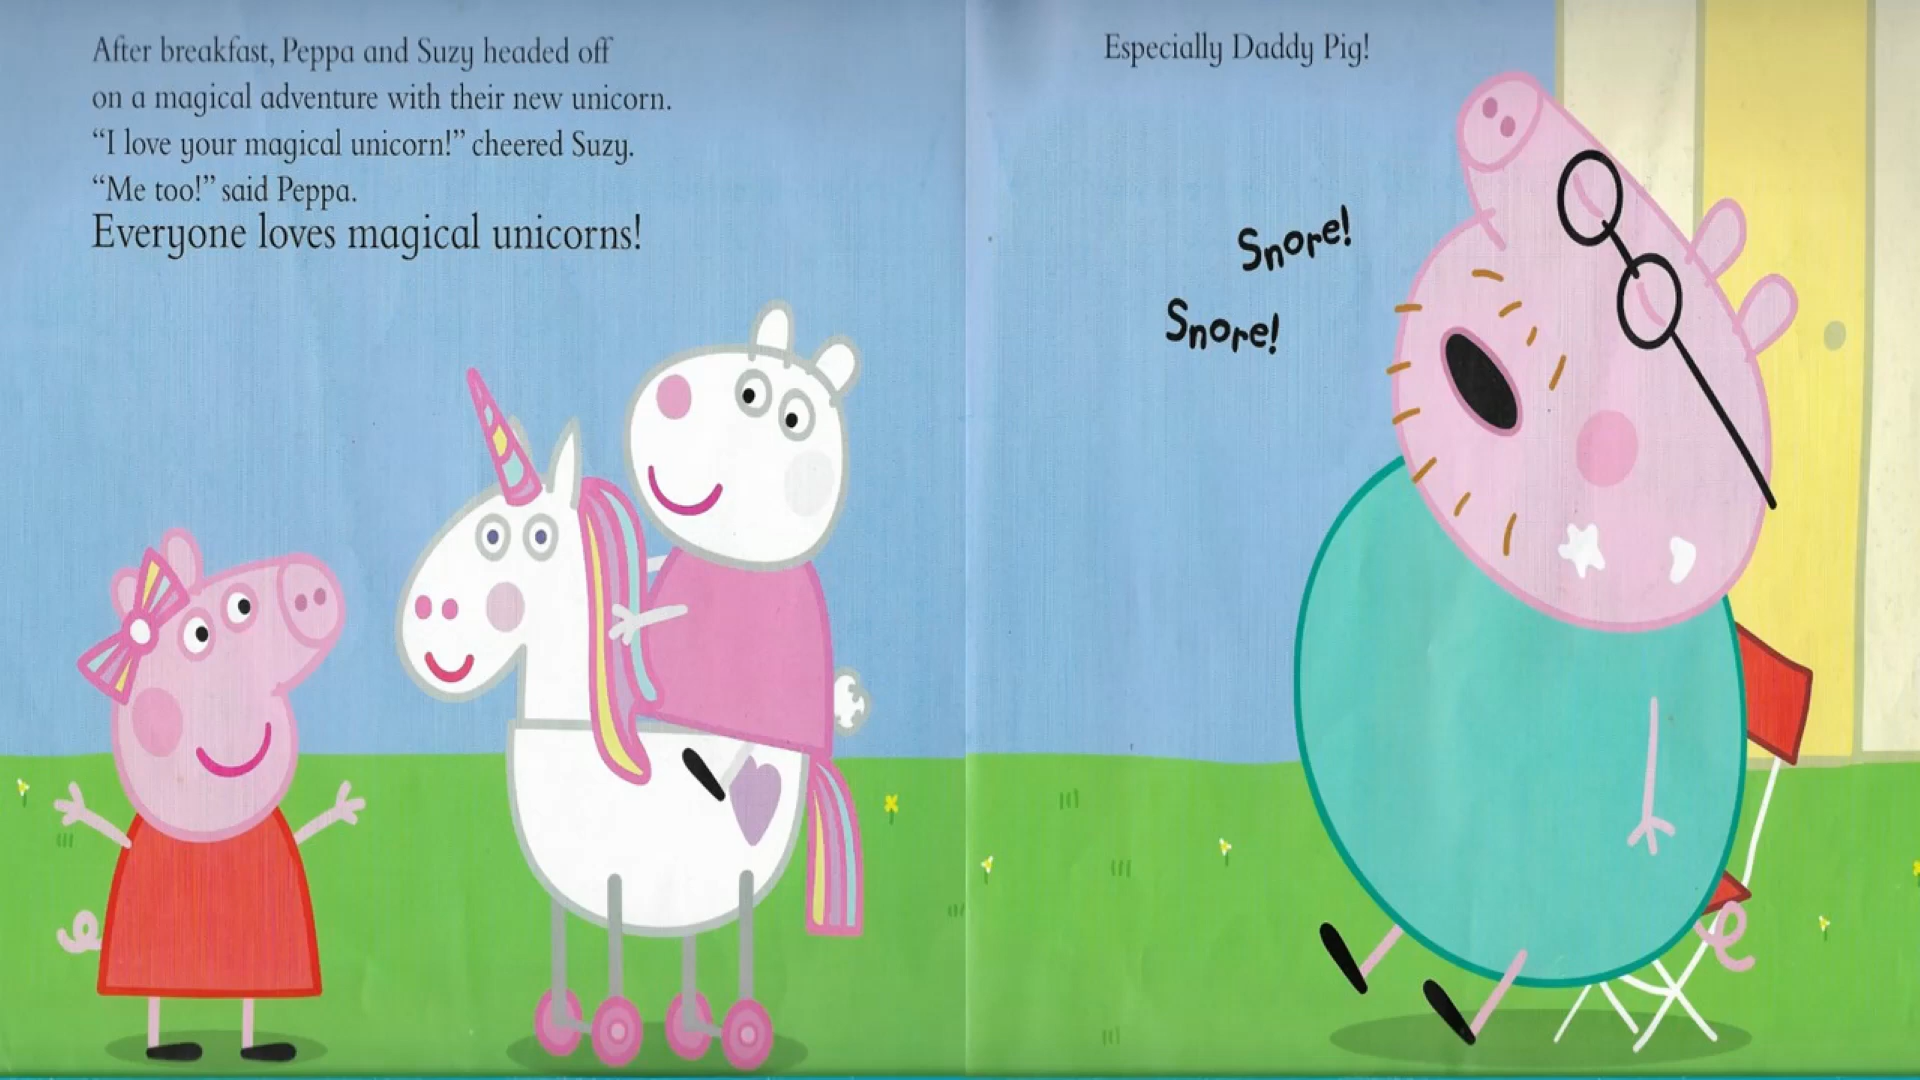 After breakfast, Peppa and Suzy headed off
on a magical adventure with their new unicorn.
“I love your magical unicorn!” cheered Suzy.
“Me too!” said Peppa.
Everyone loves magical unicorns!
Especially Daddy Pig!
Snore!
Snore!